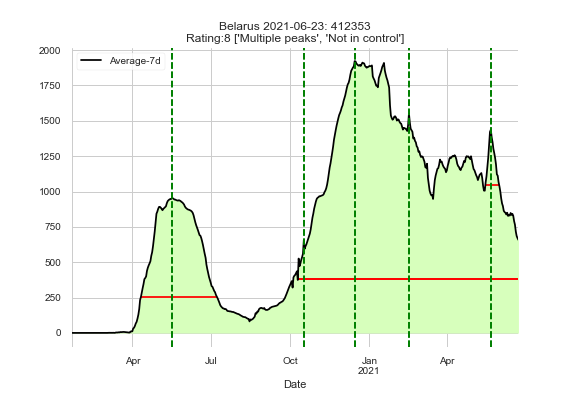 Belarus 2021-06-23: 412353
Rating:8 ['Multiple peaks', 'Not in control']
Average-7d
2000
1750
1500
1250
1000
750
500
250
0
Apr
Jul
Oct
Jan
2021
Apr
Date